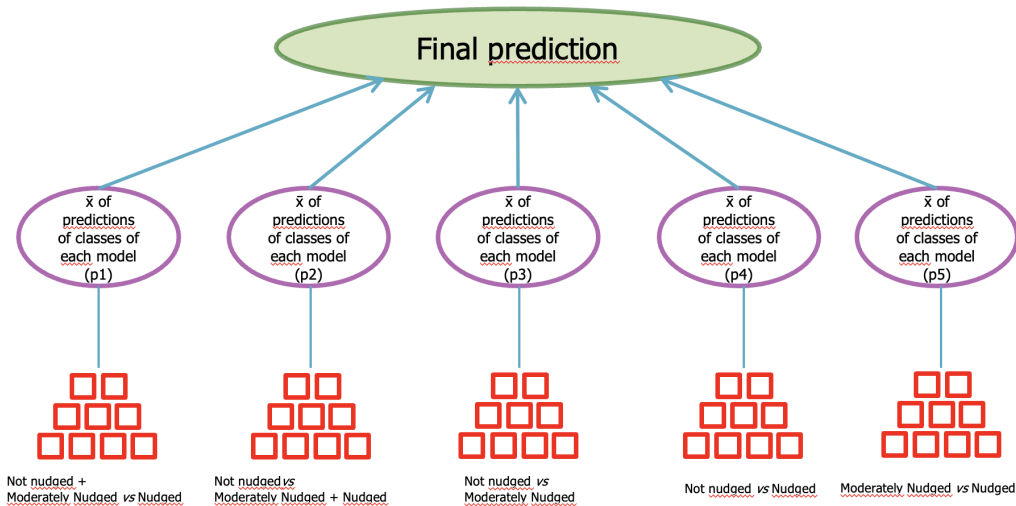 Final prediction
x̄ of
predictions
of classes of
each model
(p1)
x̄ of
predictions
of classes of
each model
(p2)
x̄ of
predictions
of classes of
each model
(p3)
x̄ of
predictions
of classes of
each model
(p4)
x̄ of
predictions
of classes of
each model
(p5)
Not nudged +
Moderately Nudged vs Nudged
Not nudgedvs
Moderately Nudged + Nudged
Not nudged vs
Moderately Nudged
Not nudged vs Nudged
Moderately Nudged vs Nudged